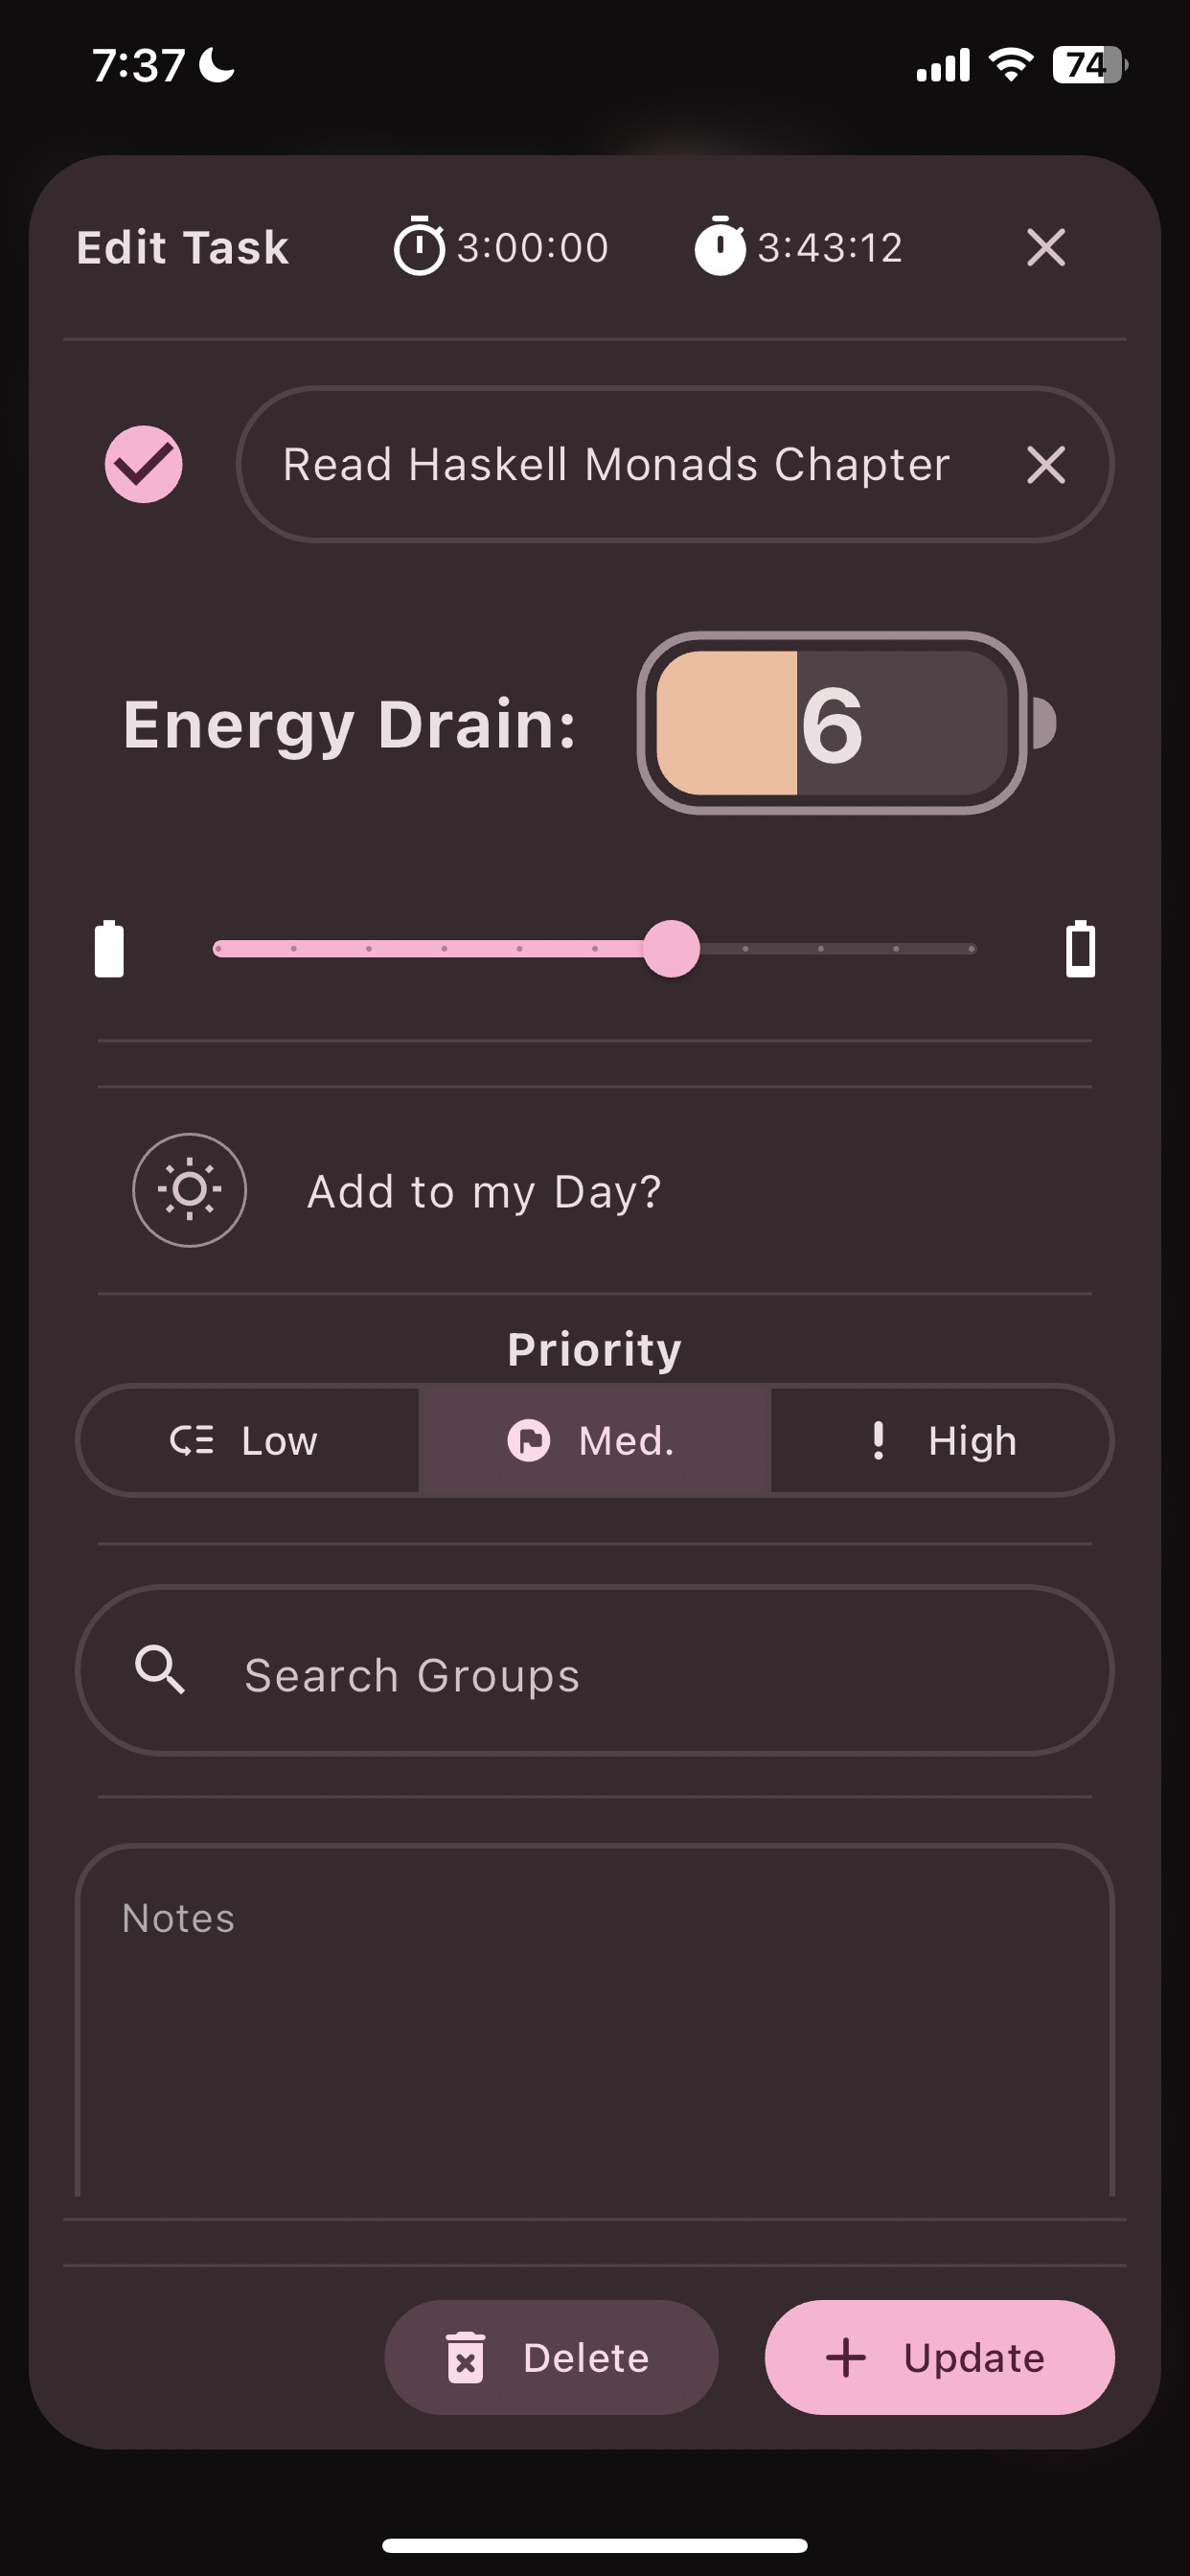 7:37 74
Edit Task 3:00:00 3:43:12
Read Haskell Monads Chapter
Energy Drain: 6
Add to my Day?
Priority
Low Med. High
Search Groups
Notes
Delete Update